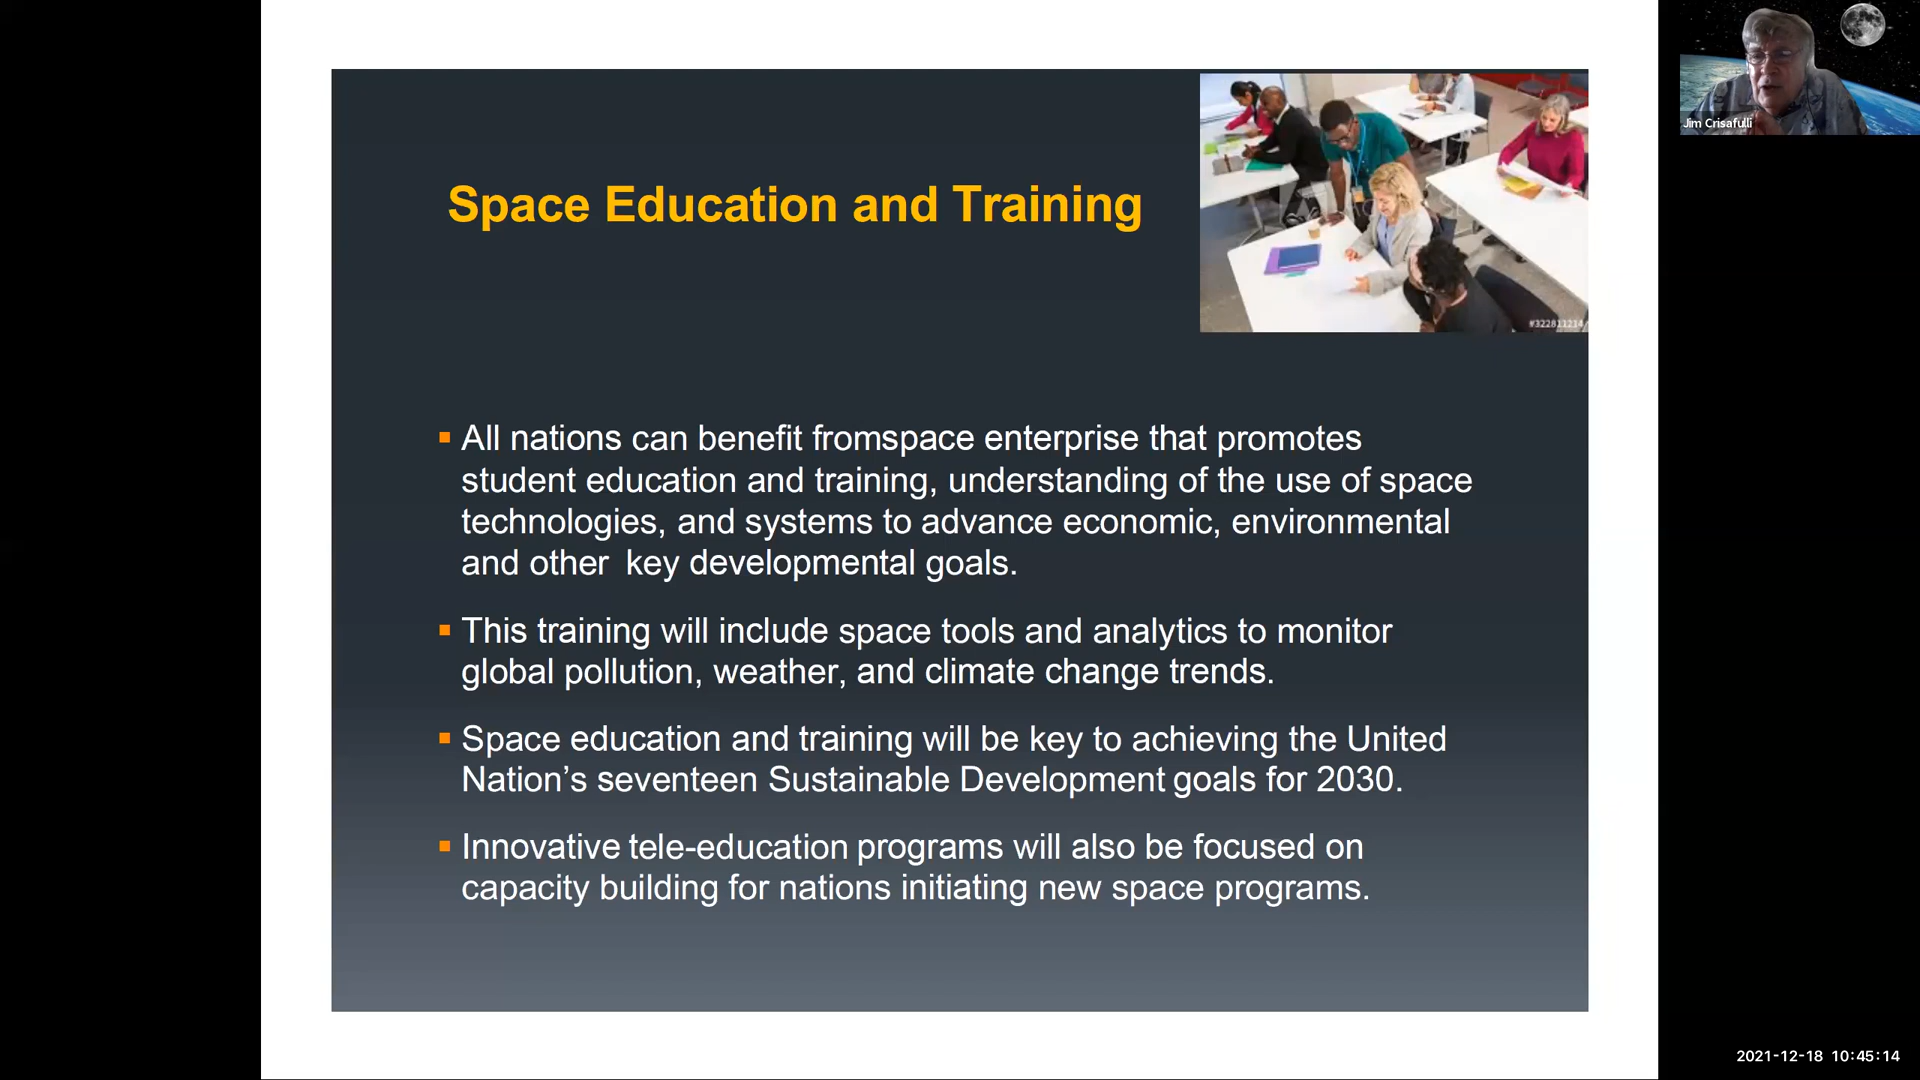 Jim Crisafulli
Space Education and Training
#322811214
All nations can benefit fromspace enterprise that promotes
student education and training, understanding of the use of space
technologies, and systems to advance economic, environmental
and other key developmental goals.
This training will include space tools and analytics to monitor
global pollution, weather, and climate change trends.
Space education and training will be key to achieving the United
Nation’s seventeen Sustainable Development goals for 2030.
Innovative tele-education programs will also be focused on
capacity building for nations initiating new space programs.
2021-12-18 10:45:14